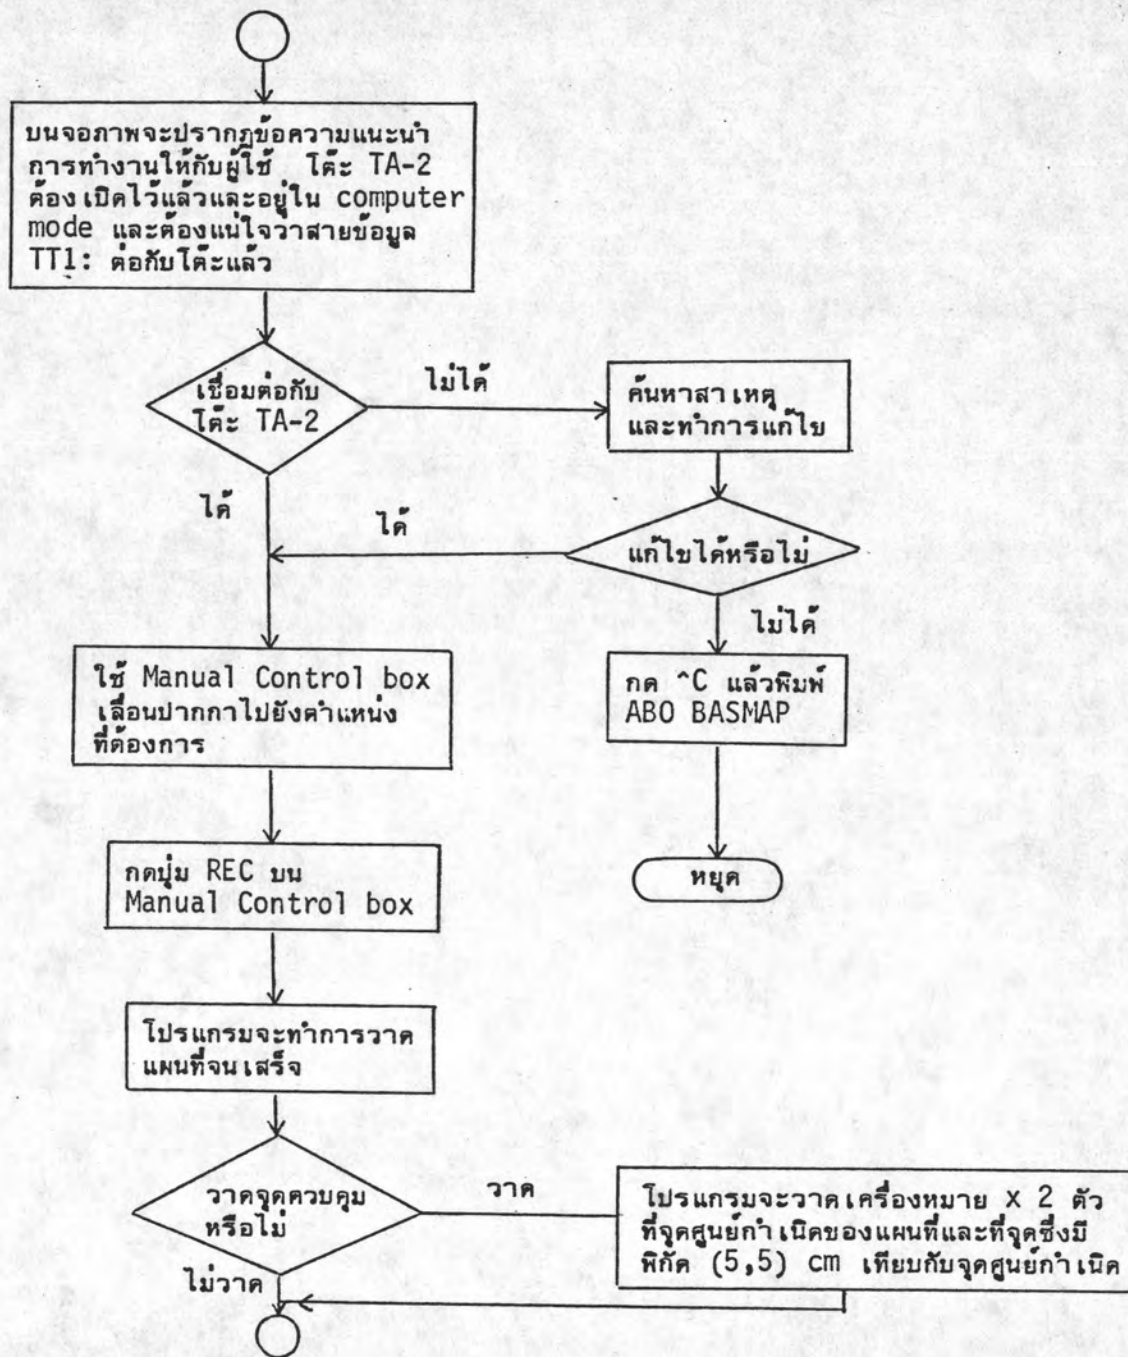 บนจอภาพจะปรากฏข้อความแนะนำ
การทำงานให้กับผู้ใช้ โต๊ะ TA-2
ต้องเปิดไว้แล้วและอยู่ใน computer
mode และต้องแน่ใจว่าสายข้อมูล
TT1: ต่อกับโต๊ะแล้ว
เชื่อมต่อกับ
โต๊ะ TA-2
ไม่ได้
ค้นหาสาเหตุ
และทำการแก้ไข
ได้
ได้
แก้ไขได้หรือไม่
ไม่ได้
ใช้ Manual Control box
เลื่อนปากกาไปยังตำแหน่ง
ที่ต้องการ
กด ^C แล้วพิมพ์
ABO BASMAP
กดปุ่ม REC บน
Manual Control box
หยุด
โปรแกรมจะทำการวาด
แผนที่จนเสร็จ
วาดจุดควบคุม
หรือไม่
วาด
โปรแกรมจะวาดเครื่องหมาย x 2 ตัว
ที่จุดศูนย์กำเนิดของแผนที่และที่จุดซึ่งมี
พิกัด (5,5) cm เทียบกับจุดศูนย์กำเนิด
ไม่วาด